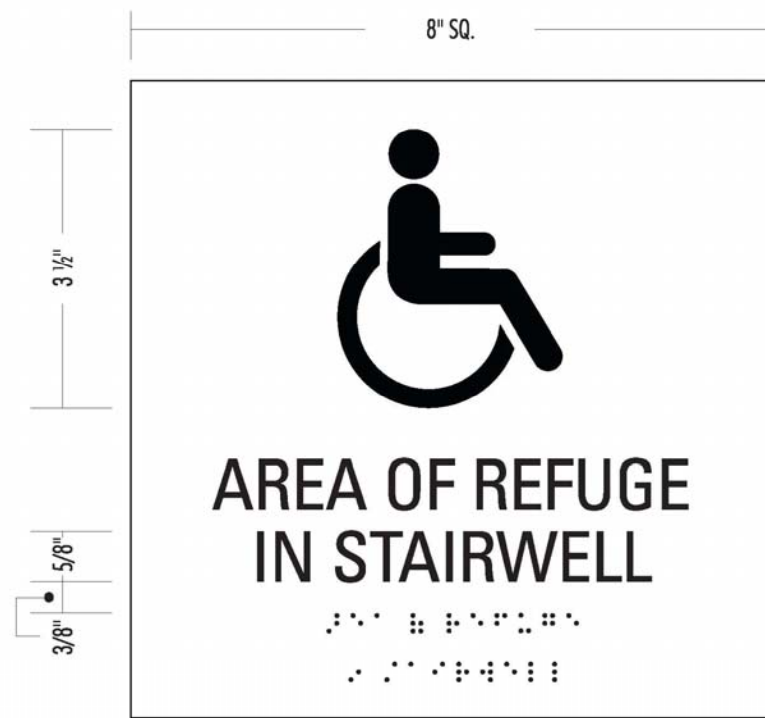 8" SQ.
3 ½"
AREA OF REFUGE
IN STAIRWELL
⠜⠑⠁ ⠷ ⠗⠑⠋⠥⠛⠑
⠔ ⠌⠁⠊⠗⠺⠑⠇⠇
5/8"
3/8"